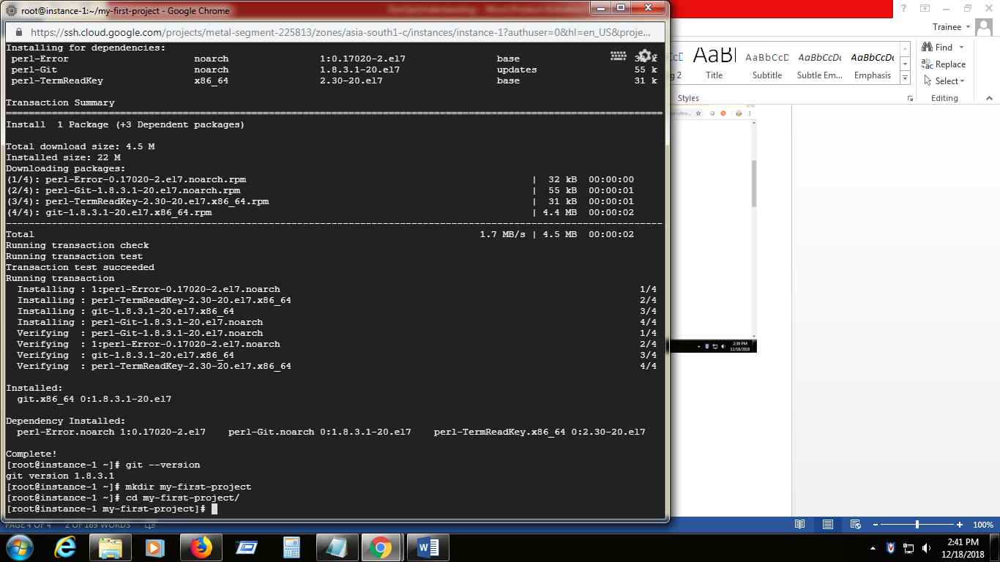 root@instance-1:~/my-first-project - Google Chrome
https://ssh.cloud.google.com/projects/metal-segment-225813/zones/asia-south1-c/instances/instance-1?authuser=0&hl=en_US&proje...
Installing for dependencies:
perl-Error noarch 1:0.17020-2.el7 base k
perl-Git noarch 1.8.3.1-20.el7 updates 55 k
perl-TermReadKey x86_64 2.30-20.el7 base 31 k
Transaction Summary
================================================================================
Install 1 Package (+3 Dependent packages)
Total download size: 4.5 M
Installed size: 22 M
Downloading packages:
(1/4): perl-Error-0.17020-2.el7.noarch.rpm | 32 kB 00:00:00
(2/4): perl-Git-1.8.3.1-20.el7.noarch.rpm | 55 kB 00:00:01
(3/4): perl-TermReadKey-2.30-20.el7.x86_64.rpm | 31 kB 00:00:01
(4/4): git-1.8.3.1-20.el7.x86_64.rpm | 4.4 MB 00:00:02
--------------------------------------------------------------------------------
Total 1.7 MB/s | 4.5 MB 00:00:02
Running transaction check
Running transaction test
Transaction test succeeded
Running transaction
Installing : 1:perl-Error-0.17020-2.el7.noarch 1/4
Installing : perl-TermReadKey-2.30-20.el7.x86_64 2/4
Installing : git-1.8.3.1-20.el7.x86_64 3/4
Installing : perl-Git-1.8.3.1-20.el7.noarch 4/4
Verifying : perl-Git-1.8.3.1-20.el7.noarch 1/4
Verifying : 1:perl-Error-0.17020-2.el7.noarch 2/4
Verifying : git-1.8.3.1-20.el7.x86_64 3/4
Verifying : perl-TermReadKey-2.30-20.el7.x86_64 4/4
Installed:
git.x86_64 0:1.8.3.1-20.el7
Dependency Installed:
perl-Error.noarch 1:0.17020-2.el7 perl-Git.noarch 0:1.8.3.1-20.el7 perl-TermReadKey.x86_64 0:2.30-20.el7
Complete!
[root@instance-1 ~]# git --version
git version 1.8.3.1
[root@instance-1 ~]# mkdir my-first-project
[root@instance-1 ~]# cd my-first-project/
[root@instance-1 my-first-project]#
Trainee
AaBl AaBbCcD AaBbCcDc AaBbCcDc
g 2 Title Subtitle Subtle Em... Emphasis
Styles
Find
Replace
Select
Editing
2:39 PM
12/18/2018
PAGE 4 OF 4 2 OF 189 WORDS
100%
2:41 PM
12/18/2018